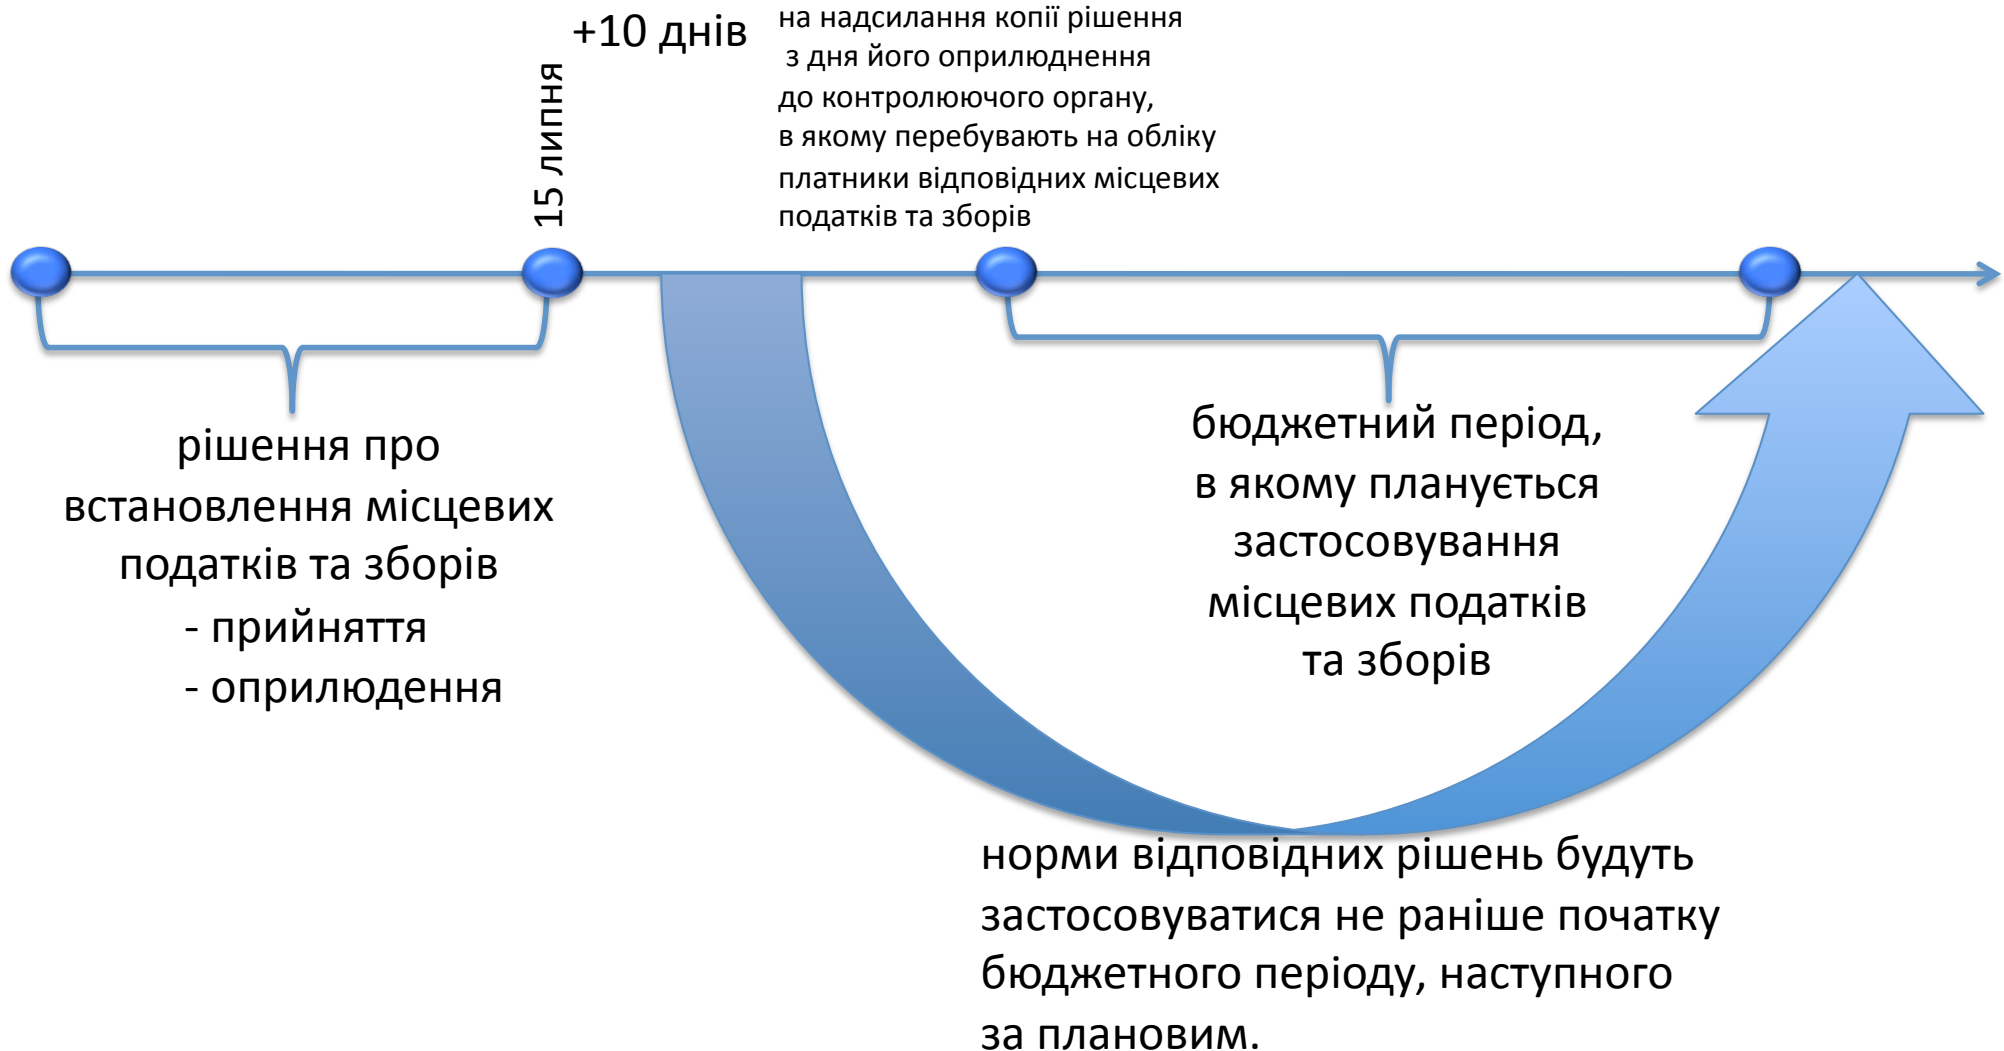 +10 днів
на надсилання копії рішення
з дня його оприлюднення
до контролюючого органу,
в якому перебувають на обліку
платники відповідних місцевих
податків та зборів
15 липня
рішення про
встановлення місцевих
податків та зборів
- прийняття
- оприлюдення
бюджетний період,
в якому планується
застосовування
місцевих податків
та зборів
норми відповідних рішень будуть
застосовуватися не раніше початку
бюджетного періоду, наступного
за плановим.